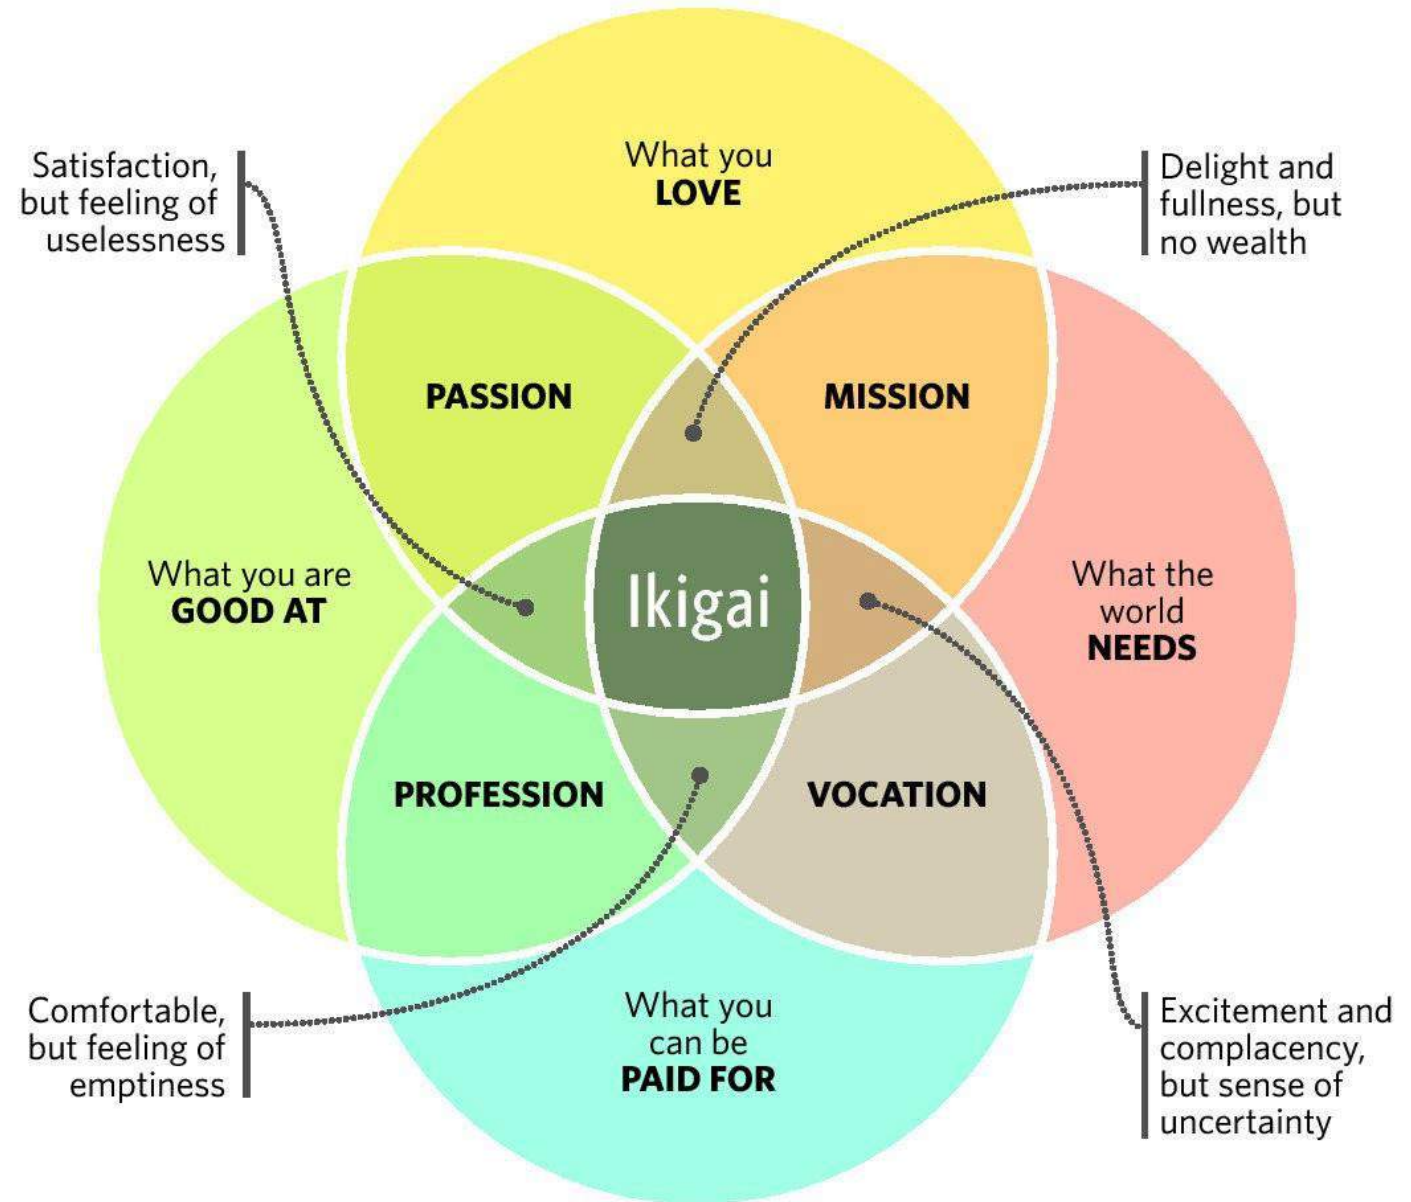 What you
LOVE
Satisfaction,
but feeling of
uselessness
Delight and
fullness, but
no wealth
PASSION
MISSION
What you are
GOOD AT
Ikigai
What the
world
NEEDS
PROFESSION
VOCATION
What you
can be
PAID FOR
Comfortable,
but feeling of
emptiness
Excitement and
complacency,
but sense of
uncertainty